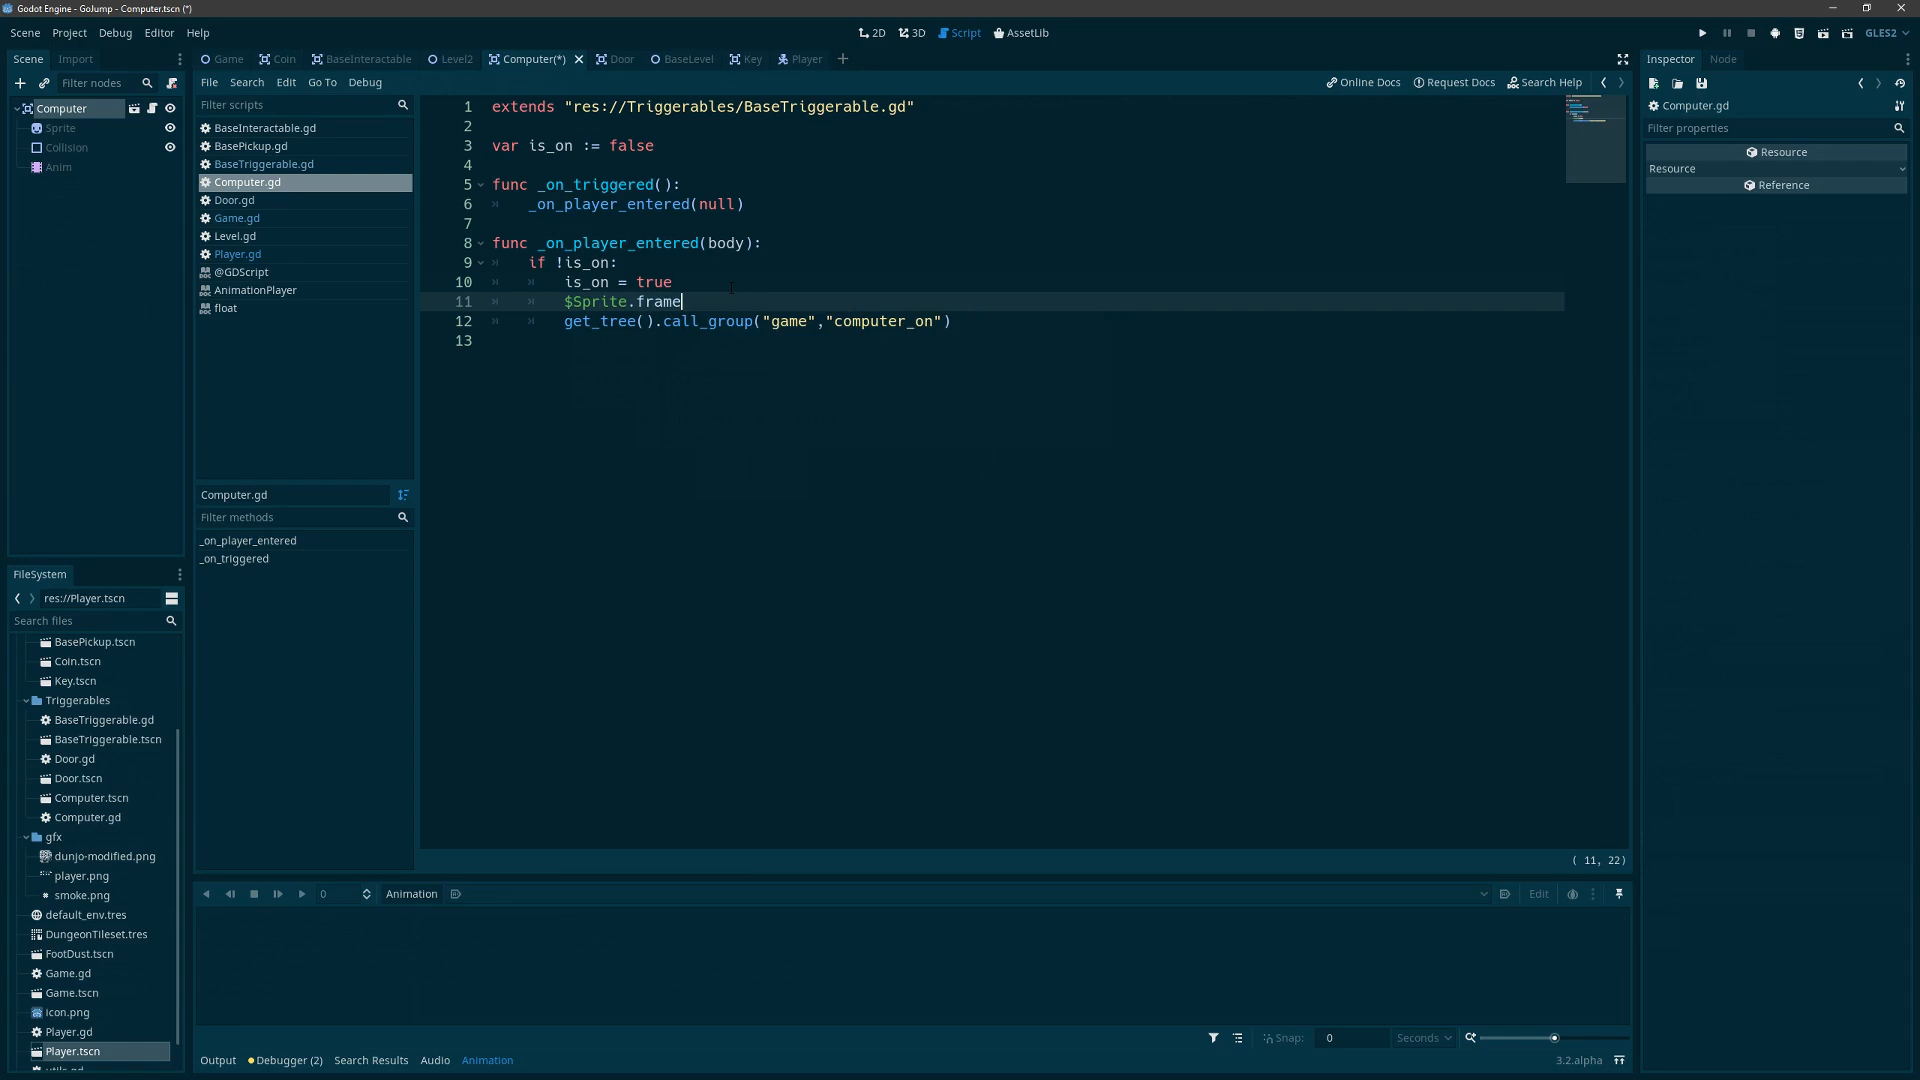 Godot Engine - GoJump - Computer.tscn (*)
Scene Project Debug Editor Help
2D 3D Script AssetLib
GLES2
Scene Import
Filter nodes
Computer
Sprite
Collision
Anim
Game Coin BaseInteractable Level2 Computer(*) Door BaseLevel Key Player
File Search Edit Go To Debug
Online Docs Request Docs Search Help
Filter scripts
BaseInteractable.gd
BasePickup.gd
BaseTriggerable.gd
Computer.gd
Door.gd
Game.gd
Level.gd
Player.gd
@GDScript
AnimationPlayer
float
Computer.gd
Filter methods
_on_player_entered
_on_triggered
1 extends "res://Triggerables/BaseTriggerable.gd"
2
3 var is_on := false
4
5 func _on_triggered():
6 _on_player_entered(null)
7
8 func _on_player_entered(body):
9 if !is_on:
10 is_on = true
11 $Sprite.frame
12 get_tree().call_group("game","computer_on")
13
( 11, 22)
Inspector Node
Computer.gd
Filter properties
Resource
Resource
Reference
FileSystem
res://Player.tscn
Search files
BasePickup.tscn
Coin.tscn
Key.tscn
Triggerables
BaseTriggerable.gd
BaseTriggerable.tscn
Door.gd
Door.tscn
Computer.tscn
Computer.gd
gfx
dunjo-modified.png
player.png
smoke.png
default_env.tres
DungeonTileset.tres
FootDust.tscn
Game.gd
Game.tscn
icon.png
Player.gd
Player.tscn
0 Animation Edit
Snap: 0 Seconds
Output Debugger (2) Search Results Audio Animation
3.2.alpha